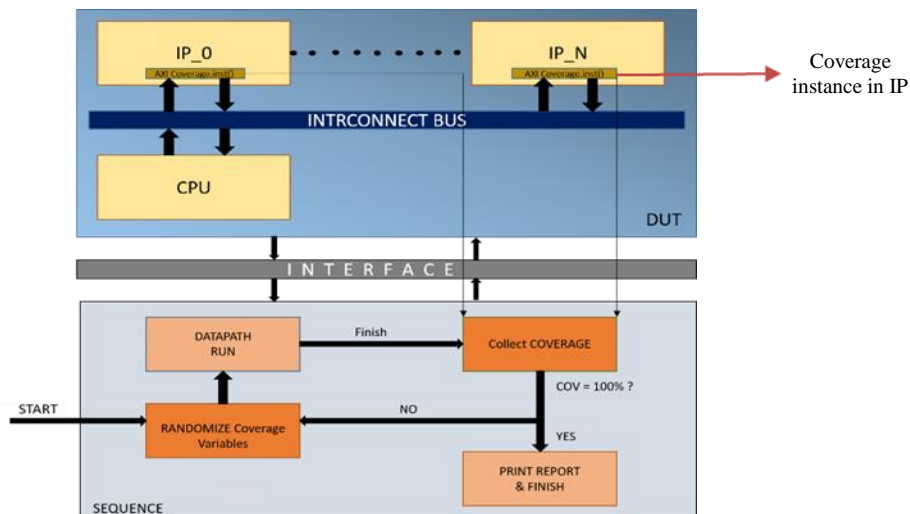 IP_0
IP_N
AXI Coverage.inst()
AXI Coverage.inst()
Coverage
instance in IP
INTRCONNECT BUS
CPU
DUT
INTERFACE
DATAPATH
RUN
Finish
Collect COVERAGE
COV = 100% ?
START
NO
RANDOMIZE Coverage
Variables
YES
PRINT REPORT
& FINISH
SEQUENCE